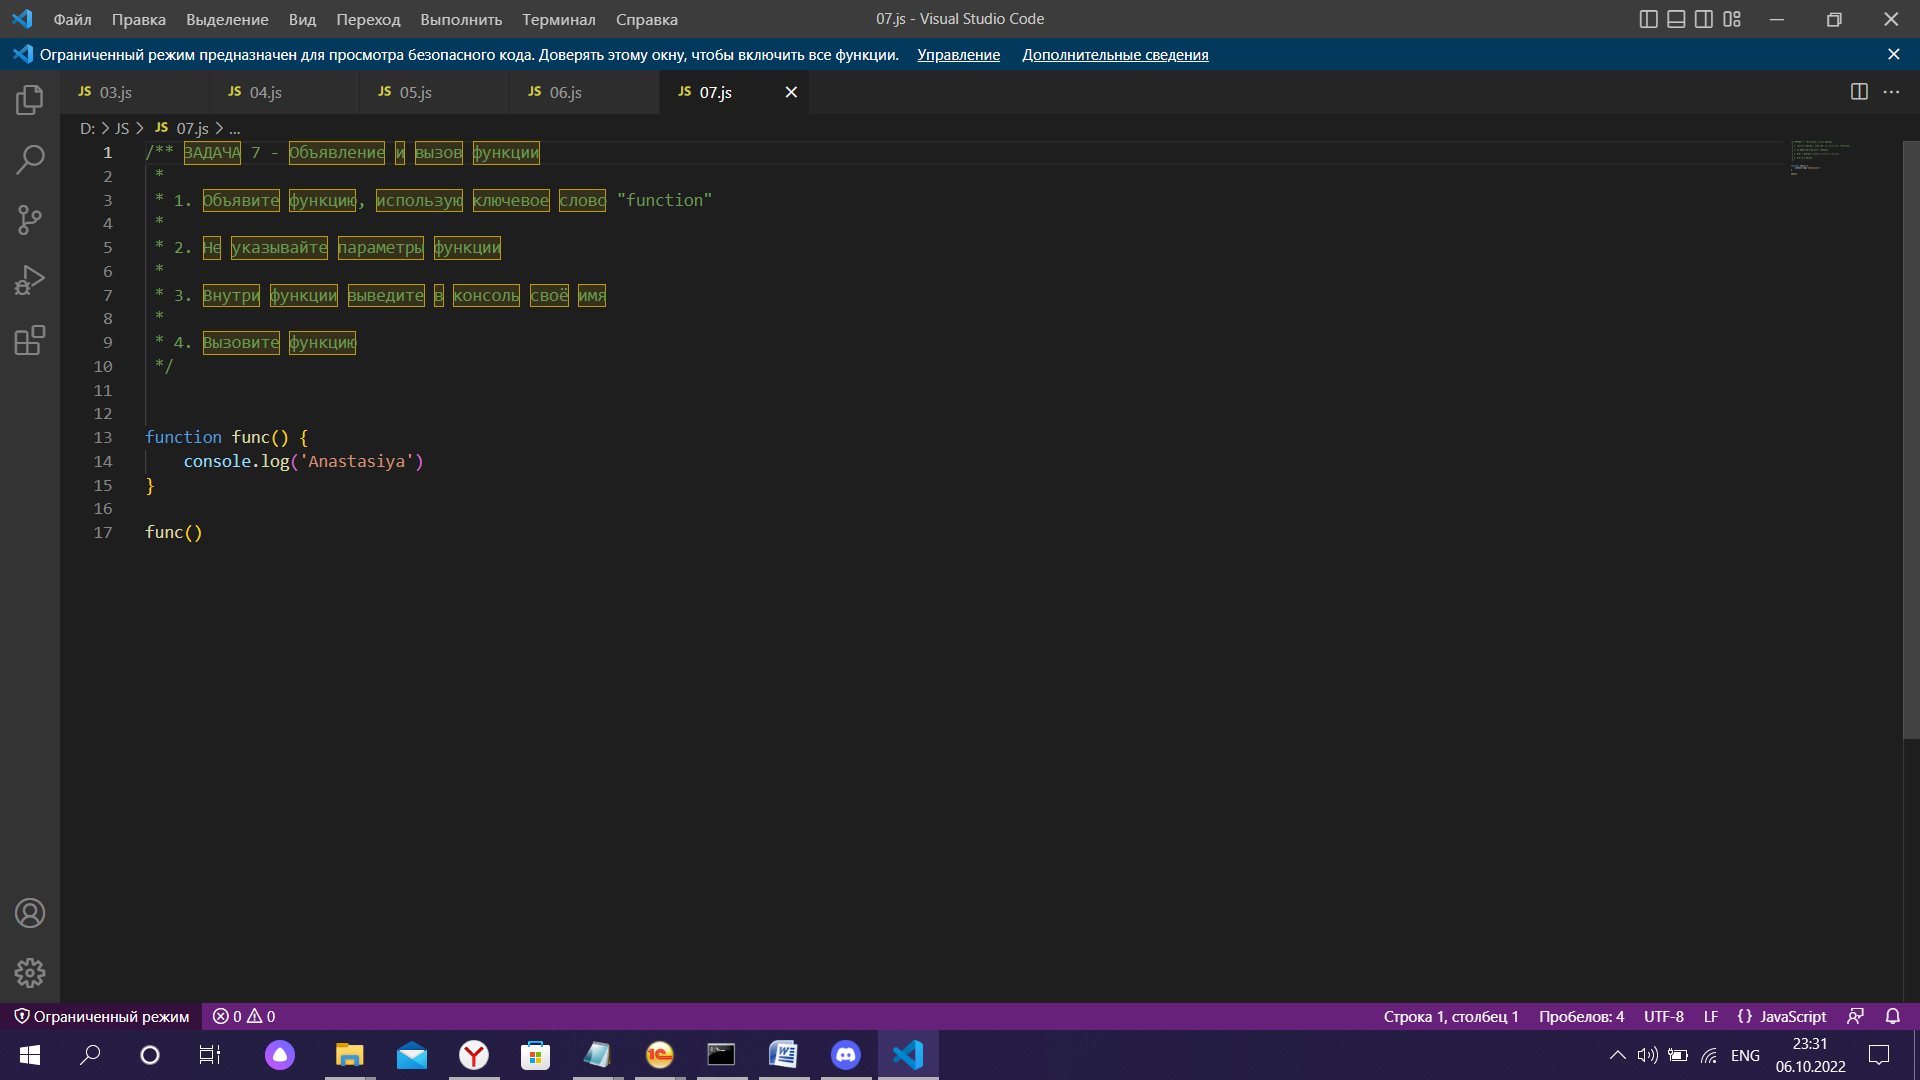 Файл Правка Выделение Вид Переход Выполнить Терминал Справка 07.js - Visual Studio Code
Ограниченный режим предназначен для просмотра безопасного кода. Доверять этому окну, чтобы включить все функции. Управление Дополнительные сведения
JS 03.js JS 04.js JS 05.js JS 06.js JS 07.js
D: > JS > JS 07.js > ...
1 /** ЗАДАЧА 7 - Объявление и вызов функции
2 *
3 * 1. Объявите функцию, использую ключевое слово "function"
4 *
5 * 2. Не указывайте параметры функции
6 *
7 * 3. Внутри функции выведите в консоль своё имя
8 *
9 * 4. Вызовите функцию
10 */
11
12
13 function func() {
14 console.log('Anastasiya')
15 }
16
17 func()
Ограниченный режим 0 0 Строка 1, столбец 1 Пробелов: 4 UTF-8 LF {} JavaScript
ENG 23:31
06.10.2022